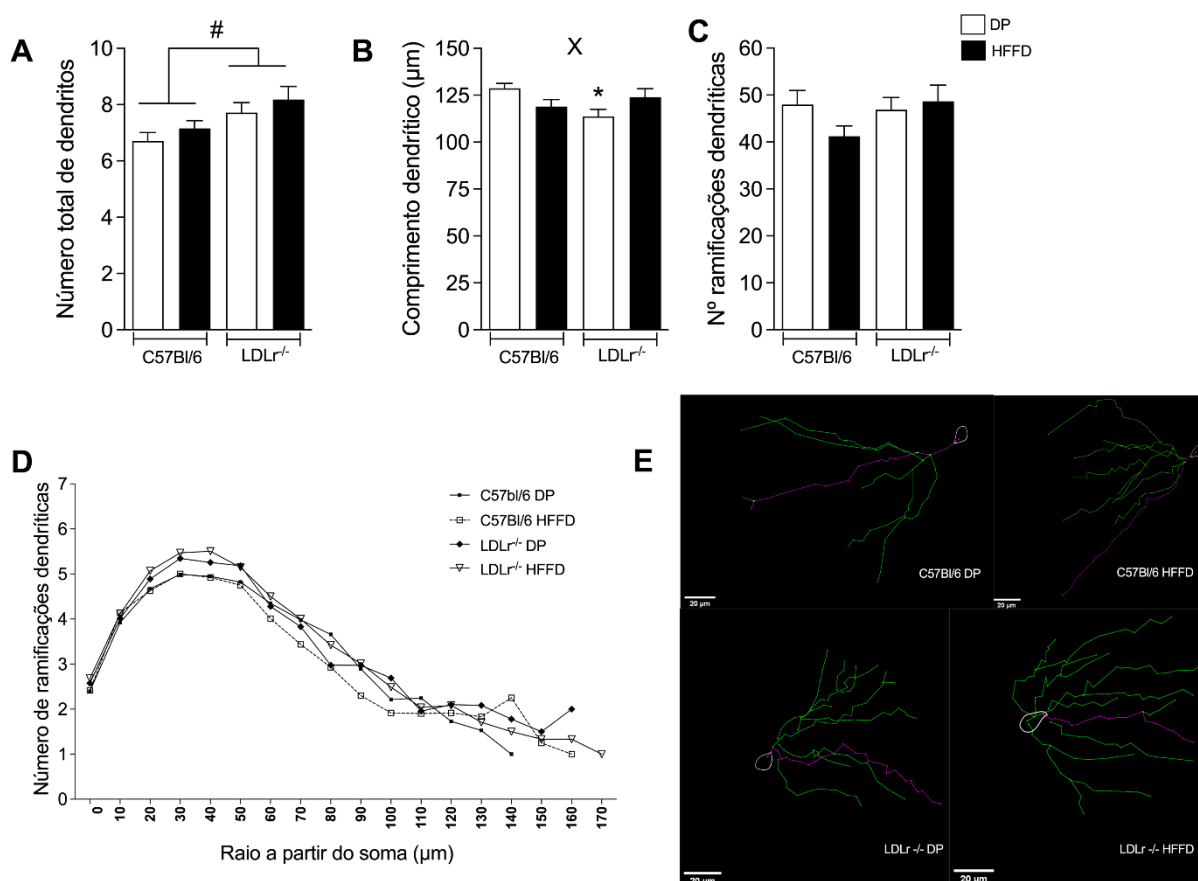 A
Número total de dendritos
10
8
6
4
2
0
#
C57Bl/6
LDLr-/-
B
Comprimento dendrítico (µm)
150
125
100
75
50
25
0
X
*
C57Bl/6
LDLr-/-
C
Nº ramificações dendríticas
60
50
40
30
20
10
0
C57Bl/6
LDLr-/-
DP
HFFD
D
Número de ramificações dendríticas
7
6
5
4
3
2
1
0
C57bl/6 DP
C57Bl/6 HFFD
LDLr-/- DP
LDLr-/- HFFD
0 10 20 30 40 50 60 70 80 90 100 110 120 130 140 150 160 170
Raio a partir do soma (µm)
E
C57Bl/6 DP
20 µm
C57Bl/6 HFFD
20 µm
LDLr -/- DP
20 µm
LDLr -/- HFFD
20 µm